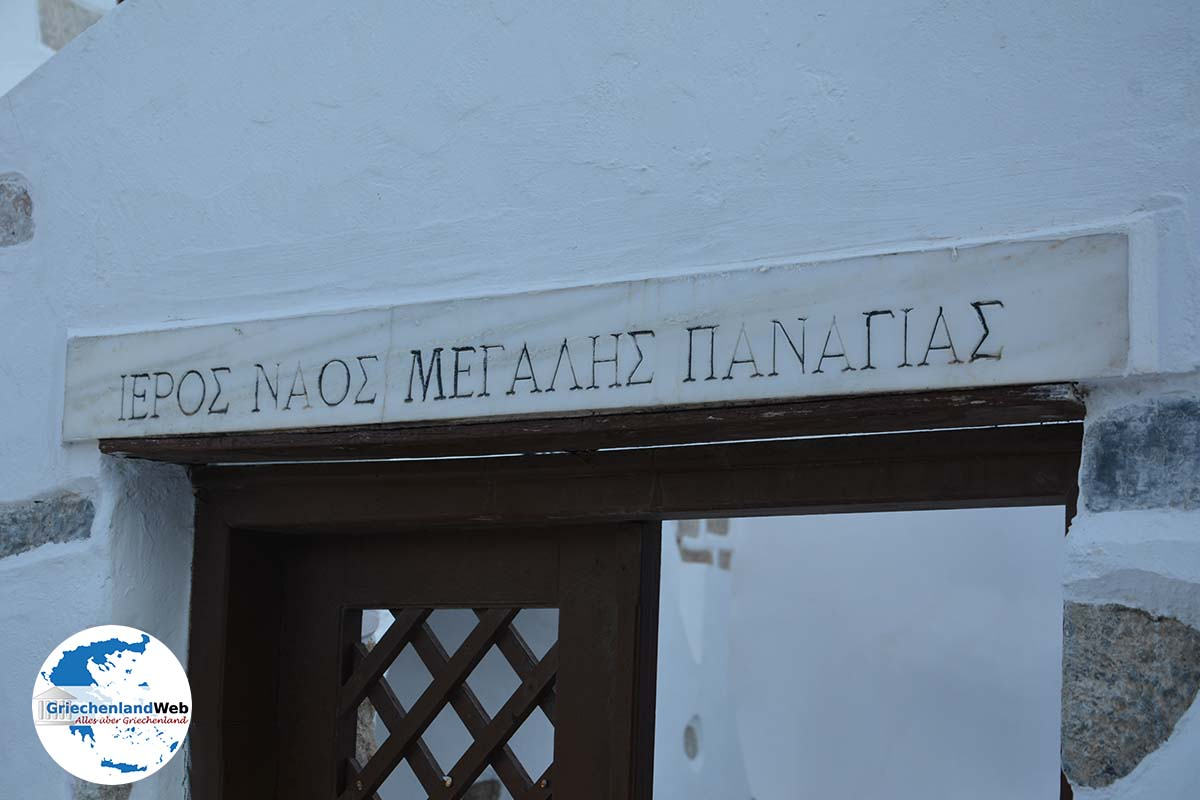 ΙΕΡΟΣ ΝΑΟΣ ΜΕΓΑΛΗΣ ΠΑΝΑΓΙΑΣ
GriechenlandWeb
Alles über Griechenland